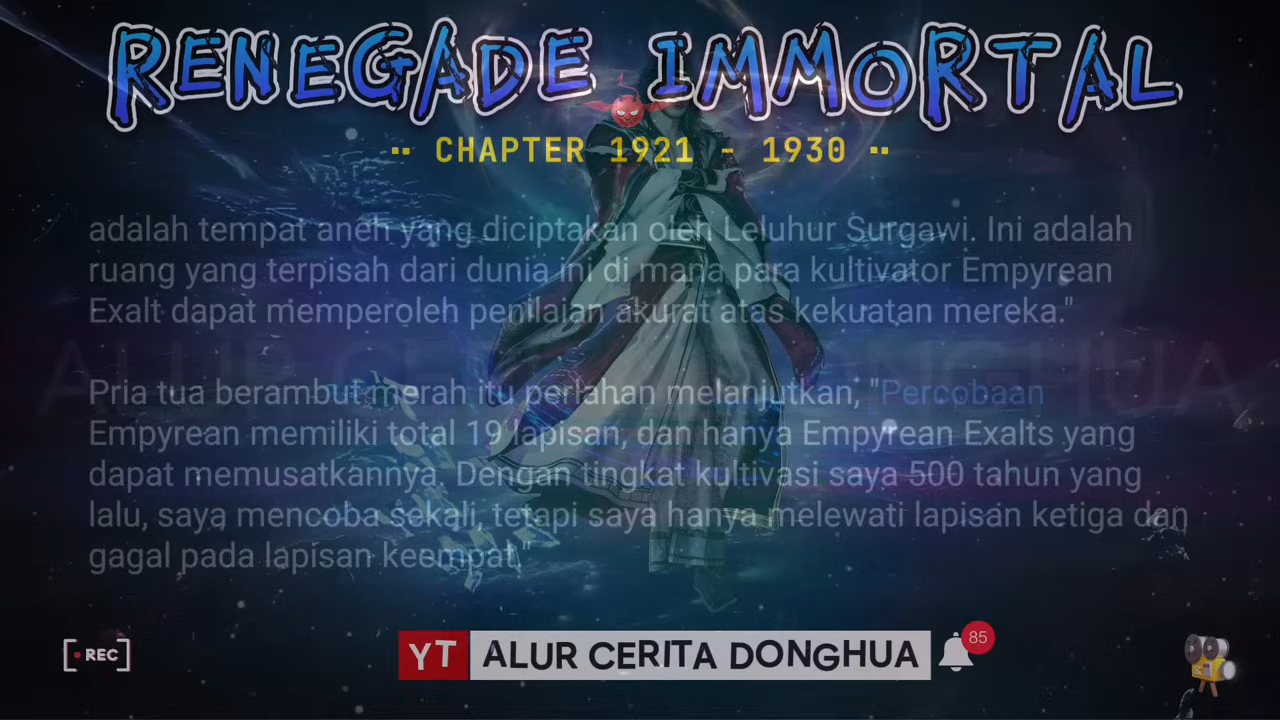 RENEGADE IMMORTAL
•• CHAPTER 1921 - 1930 ••
adalah tempat aneh yang diciptakan oleh Leluhur Surgawi. Ini adalah
ruang yang terpisah dari dunia ini di mana para kultivator Empyrean
Exalt dapat memperoleh penilaian akurat atas kekuatan mereka."
ALUR CERITA DONGHUA
Pria tua berambut merah itu perlahan melanjutkan, "Percobaan
Empyrean memiliki total 19 lapisan, dan hanya Empyrean Exalts yang
dapat memusatkannya. Dengan tingkat kultivasi saya 500 tahun yang
lalu, saya mencoba sekali, tetapi saya hanya melewati lapisan ketiga dan
gagal pada lapisan keempat.
REC
YT ALUR CERITA DONGHUA
85